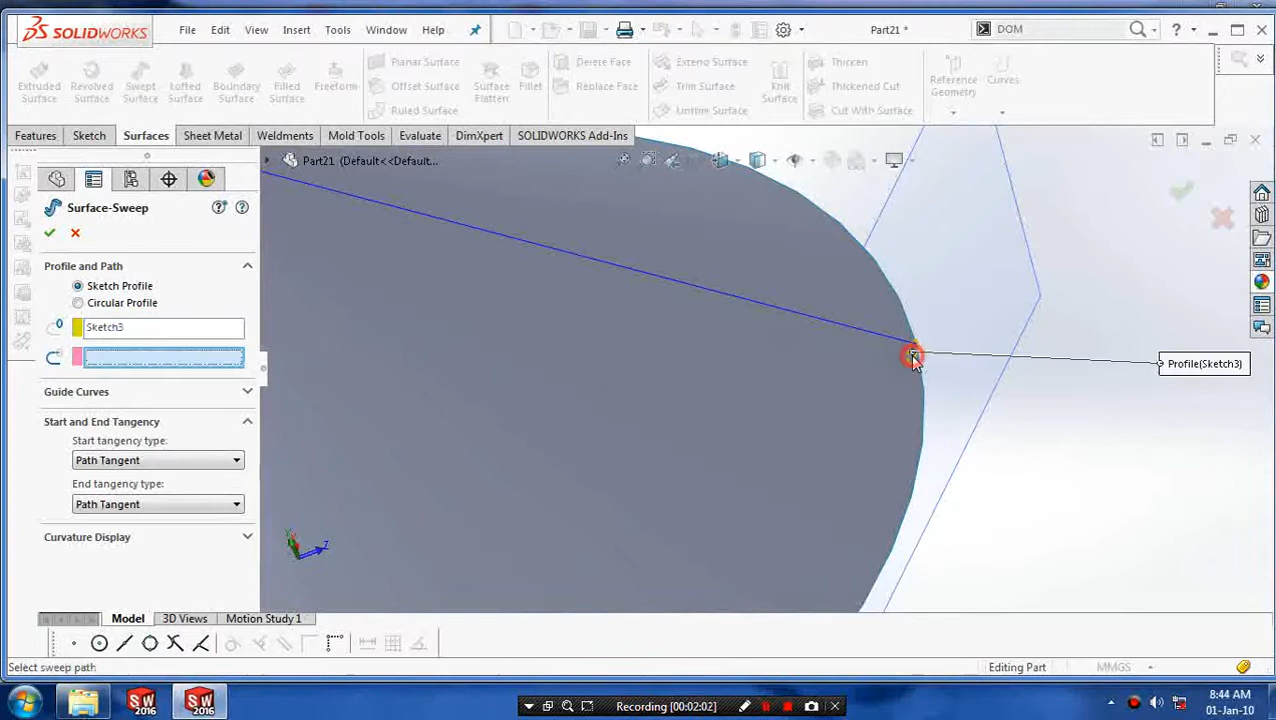 SOLIDWORKS
File Edit View Insert Tools Window Help
Part21 *
DOM
Extruded Surface
Revolved Surface
Swept Surface
Lofted Surface
Boundary Surface
Filled Surface
Freeform
Planar Surface
Offset Surface
Ruled Surface
Surface Flatten
Fillet
Delete Face
Replace Face
Extend Surface
Trim Surface
Untrim Surface
Knit Surface
Thicken
Thickened Cut
Cut With Surface
Reference Geometry
Curves
Features Sketch Surfaces Sheet Metal Weldments Mold Tools Evaluate DimXpert SOLIDWORKS Add-Ins
Part21 (Default< <Default...
Surface-Sweep
Profile and Path
Sketch Profile
Circular Profile
Sketch3
Guide Curves
Start and End Tangency
Start tangency type:
Path Tangent
End tangency type:
Path Tangent
Curvature Display
Profile(Sketch3)
Y
Z
Model 3D Views Motion Study 1
Select sweep path
Editing Part
MMGS
SW 2016
SW 2016
Recording [00:02:02]
8:44 AM
01-Jan-10